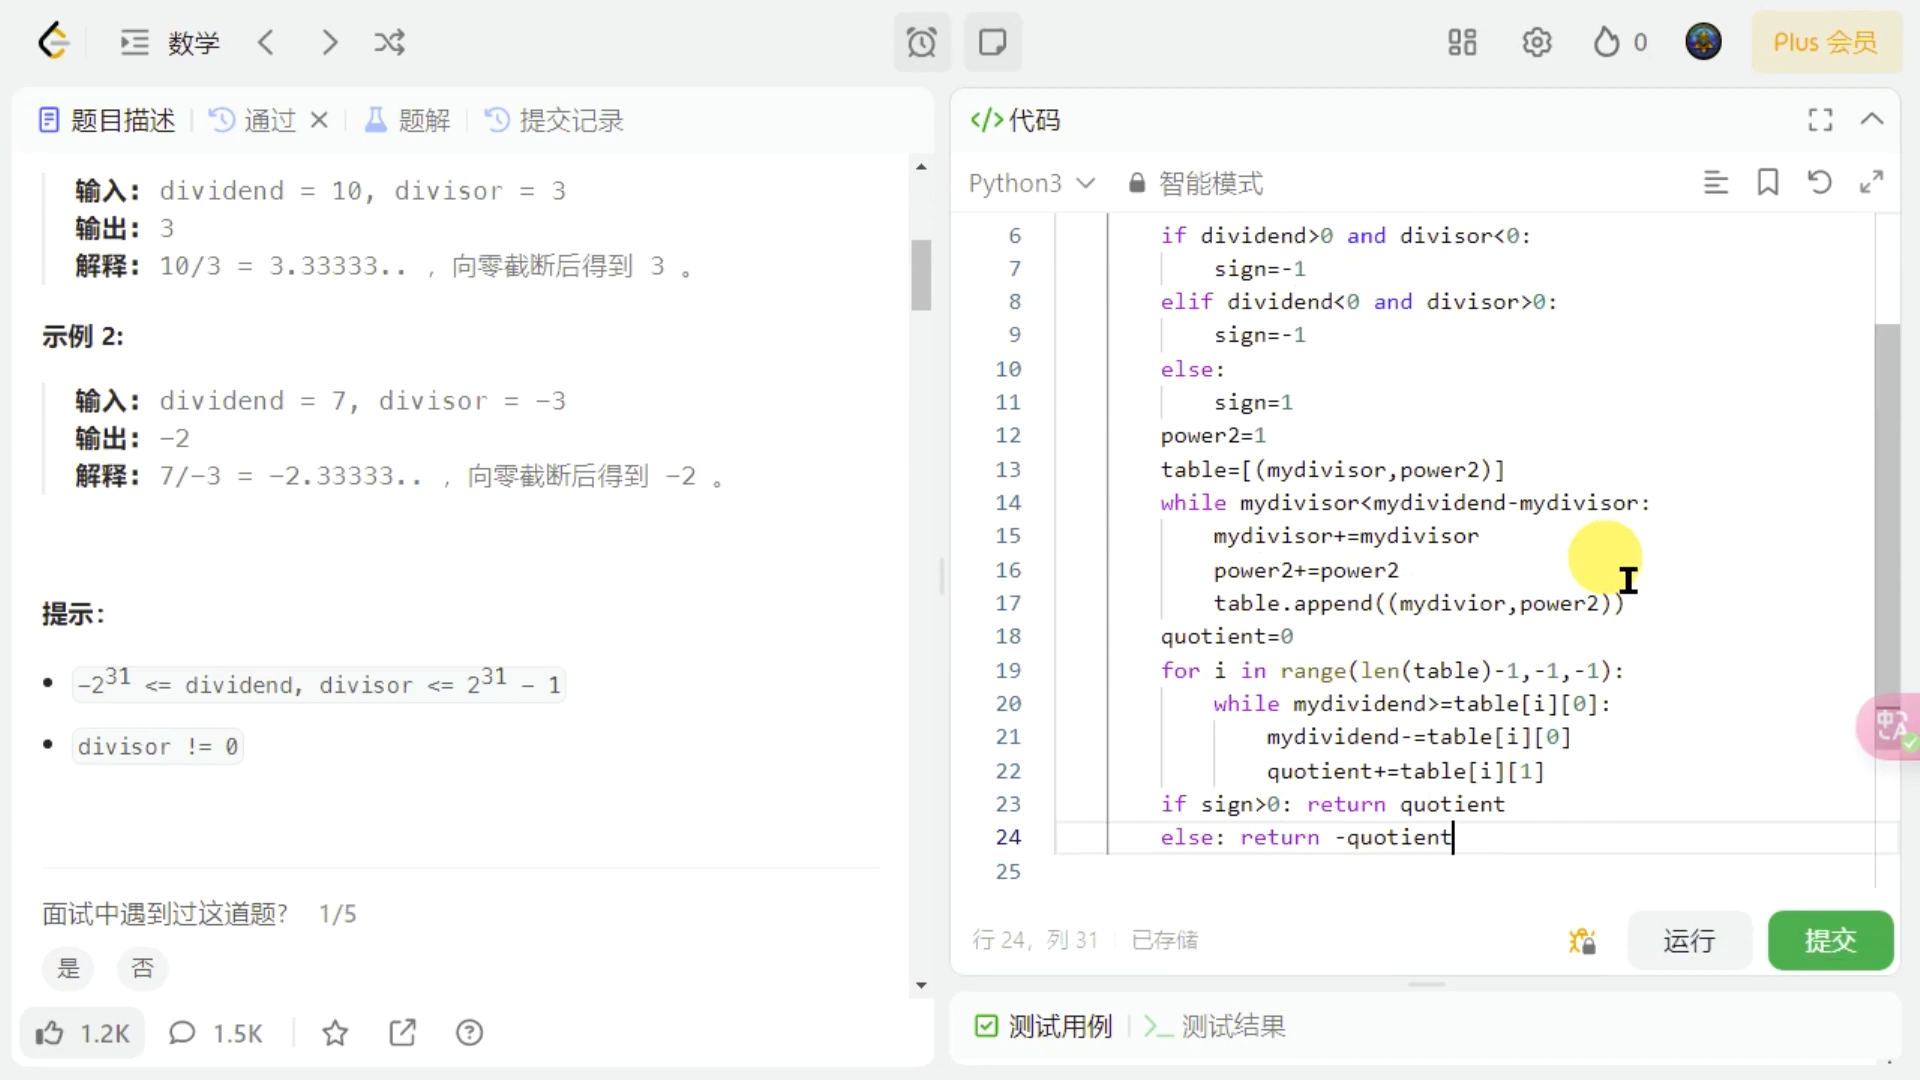 数学
0
Plus 会员
题目描述
通过
题解
提交记录
输入: dividend = 10, divisor = 3
输出: 3
解释: 10/3 = 3.33333.. , 向零截断后得到 3 。
示例 2:
输入: dividend = 7, divisor = -3
输出: -2
解释: 7/-3 = -2.33333.. , 向零截断后得到 -2 。
提示:
-2^31 <= dividend, divisor <= 2^31 - 1
divisor != 0
面试中遇到过这道题? 1/5
是 否
1.2K 1.5K
</>代码
Python3 智能模式
6 if dividend>0 and divisor<0:
7 sign=-1
8 elif dividend<0 and divisor>0:
9 sign=-1
10 else:
11 sign=1
12 power2=1
13 table=[(mydivisor,power2)]
14 while mydivisor<mydividend-mydivisor:
15 mydivisor+=mydivisor
16 power2+=power2
17 table.append((mydivior,power2))
18 quotient=0
19 for i in range(len(table)-1,-1,-1):
20 while mydividend>=table[i][0]:
21 mydividend-=table[i][0]
22 quotient+=table[i][1]
23 if sign>0: return quotient
24 else: return -quotient
25
行 24, 列 31 已存储
运行 提交
测试用例 >_ 测试结果
中 A